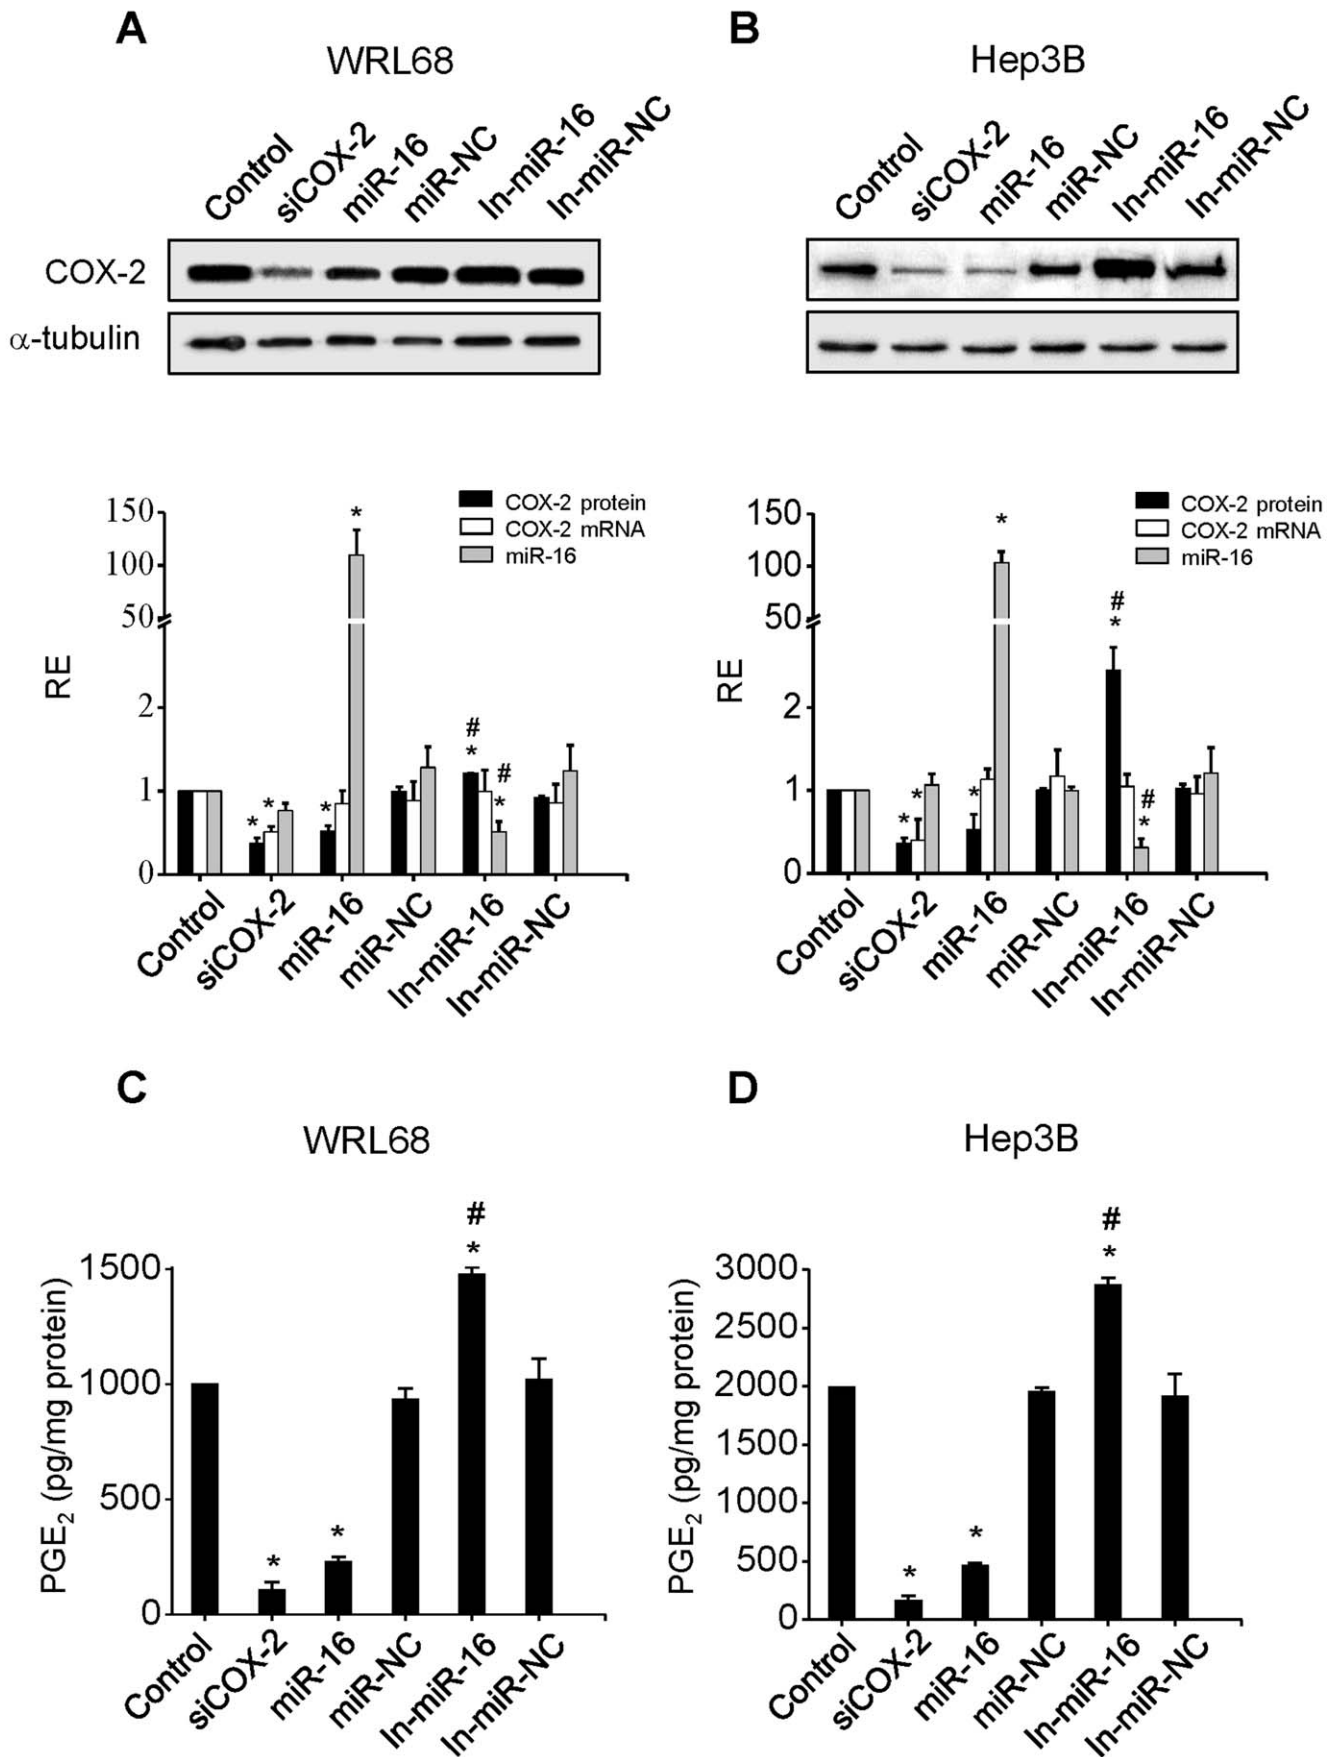 A
WRL68
Control
siCOX-2
miR-16
miR-NC
In-miR-16
In-miR-NC
COX-2
α-tubulin
B
Hep3B
Control
siCOX-2
miR-16
miR-NC
In-miR-16
In-miR-NC
COX-2 protein
COX-2 mRNA
miR-16
150
100
50
2
1
0
RE
*
*
*
*
#
*
#
*
Control
siCOX-2
miR-16
miR-NC
In-miR-16
In-miR-NC
COX-2 protein
COX-2 mRNA
miR-16
150
100
50
2
1
0
RE
*
*
*
*
#
*
#
*
Control
siCOX-2
miR-16
miR-NC
In-miR-16
In-miR-NC
C
WRL68
PGE2 (pg/mg protein)
1500
1000
500
0
*
*
#
*
Control
siCOX-2
miR-16
miR-NC
In-miR-16
In-miR-NC
D
Hep3B
PGE2 (pg/mg protein)
3000
2500
2000
1500
1000
500
0
*
*
#
*
Control
siCOX-2
miR-16
miR-NC
In-miR-16
In-miR-NC